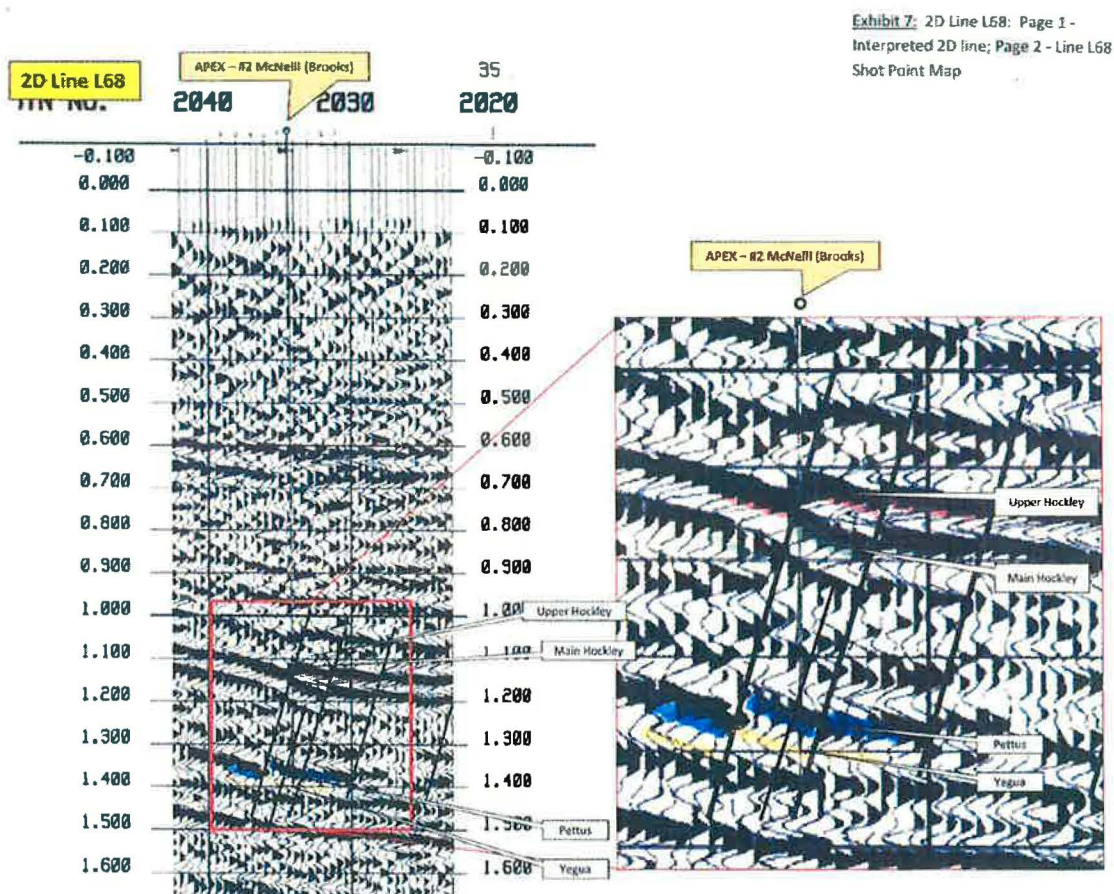 Exhibit 7: 2D Line L68: Page 1 -
Interpreted 2D line; Page 2 - Line L68
Shot Point Map
2D Line L68
APEX – #2 McNeill (Brooks)
35
NO.
2040
2030
2020
-0.100
-0.100
0.000
0.000
0.100
0.100
0.200
0.200
0.300
0.300
0.400
0.400
0.500
0.500
0.600
0.600
0.700
0.700
0.800
0.800
0.900
0.900
1.000
1.100
1.100
1.200
1.200
1.300
1.300
1.400
1.400
1.500
1.600
1.600
Upper Hockley
Main Hockley
Pettus
Yegua
APEX – #2 McNeill (Brooks)
Upper Hockley
Main Hockley
Pettus
Yegua